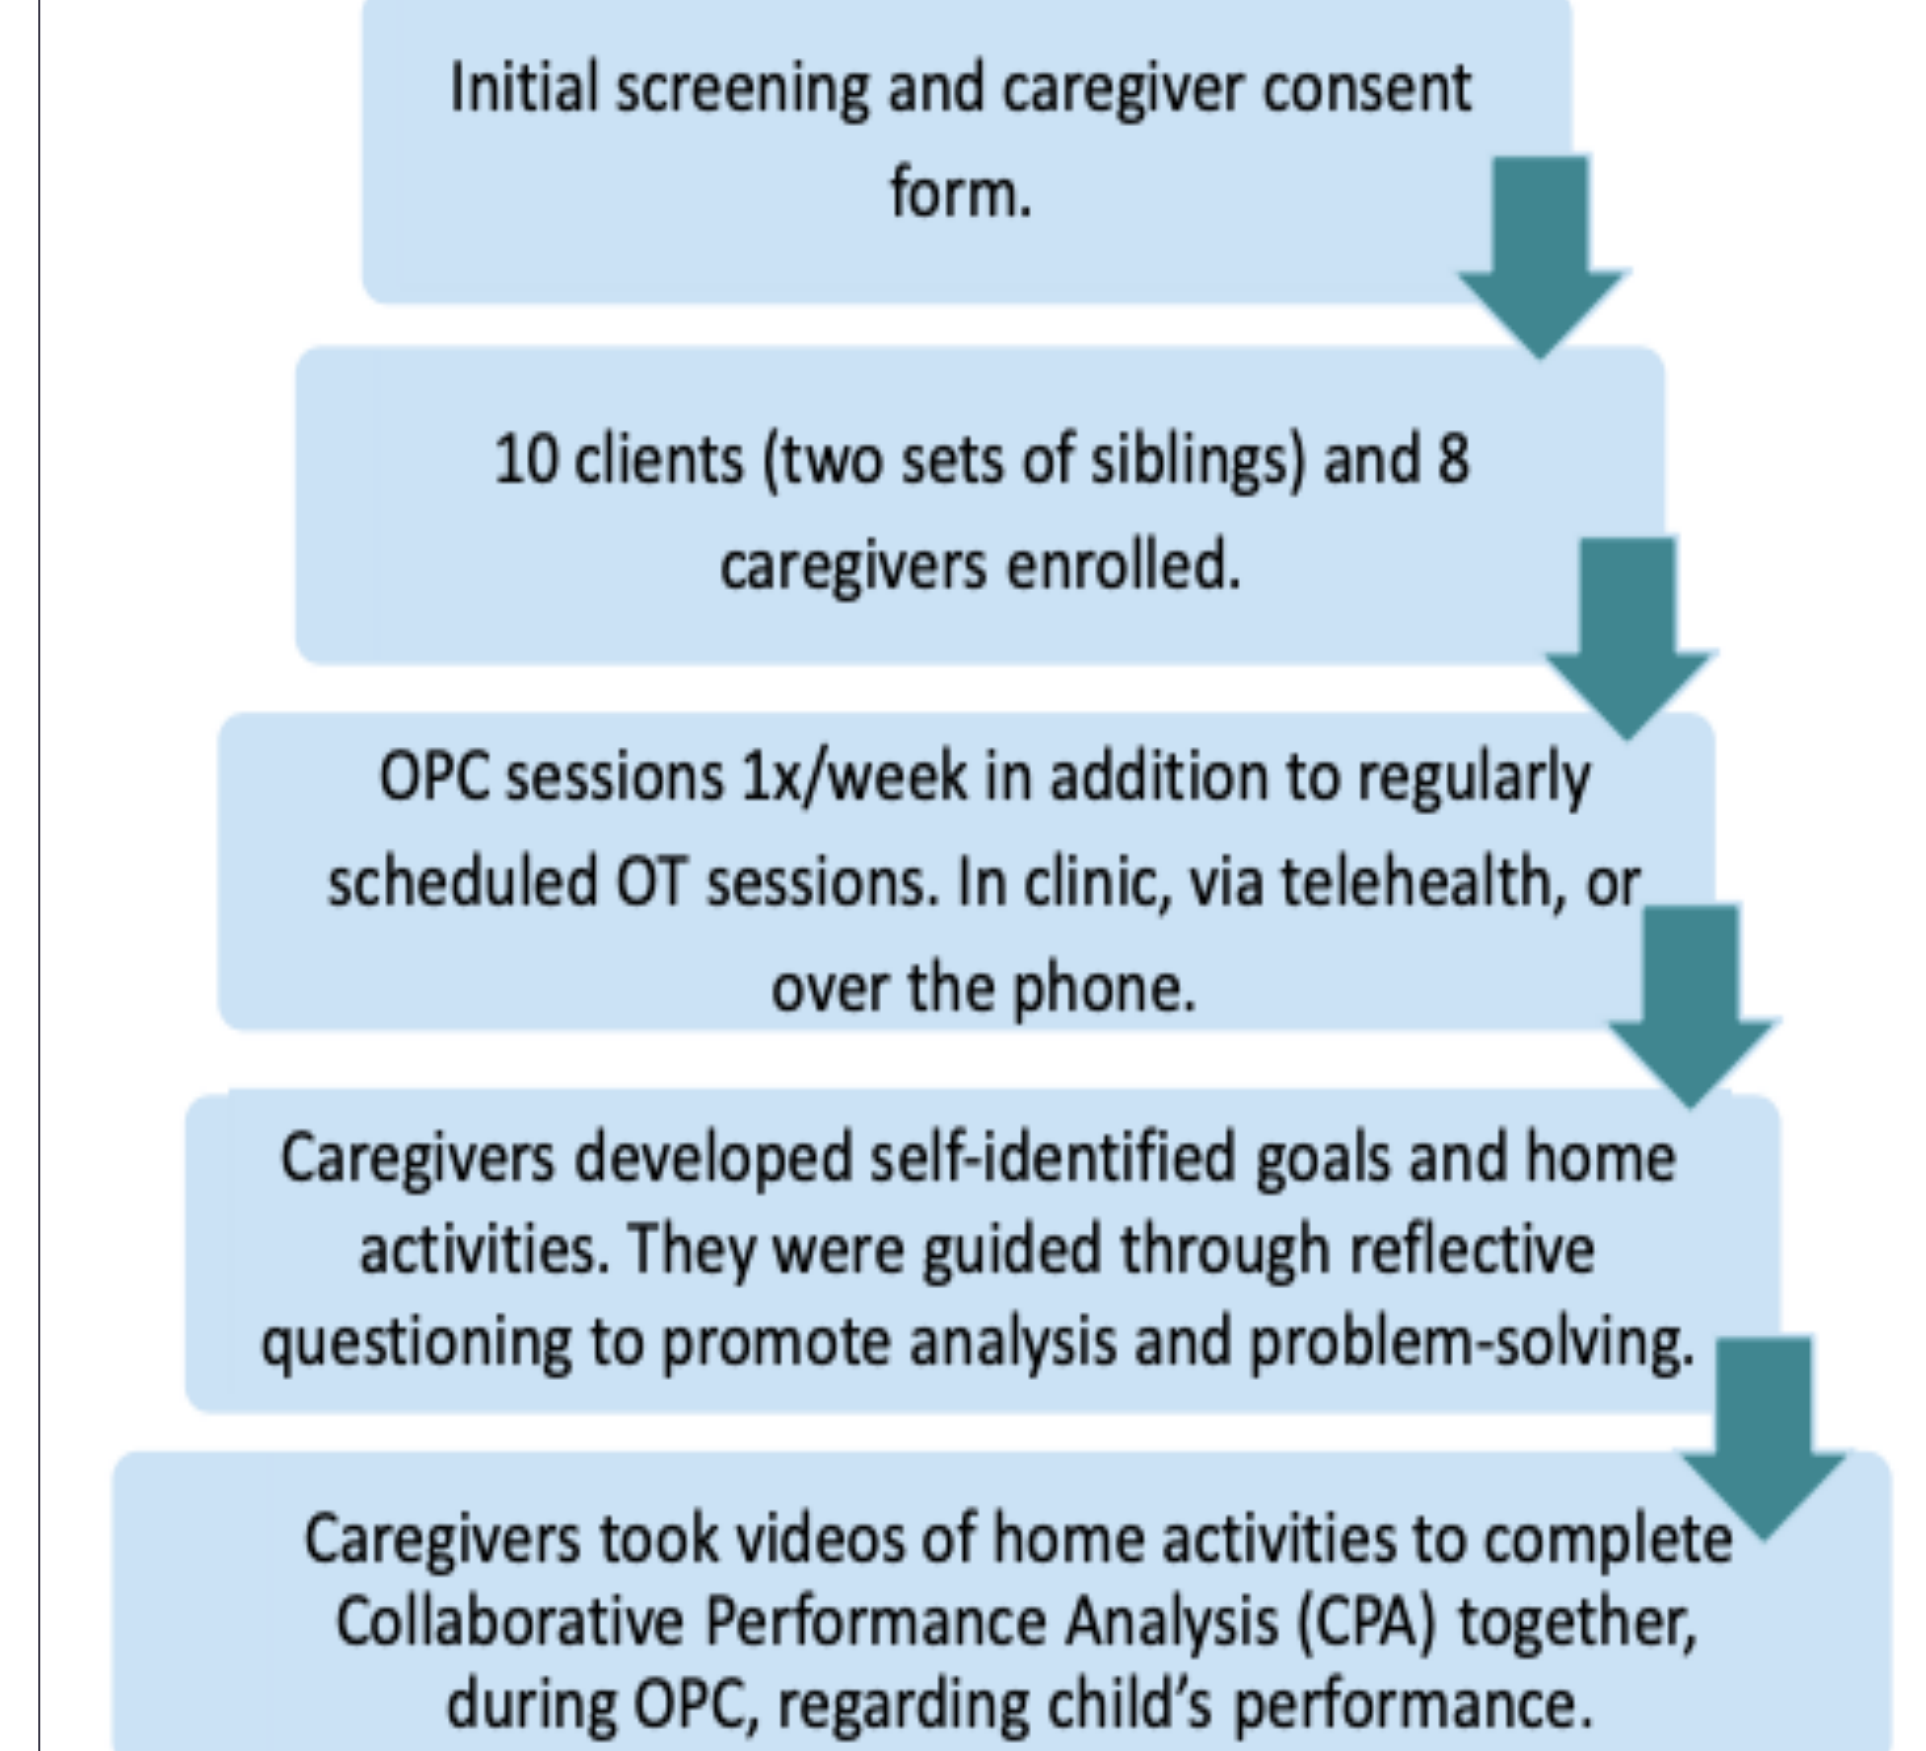 Initial screening and caregiver consent
form.
10 clients (two sets of siblings) and 8
caregivers enrolled.
OPC sessions 1x/week in addition to regularly
scheduled OT sessions. In clinic, via telehealth, or
over the phone.
Caregivers developed self-identified goals and home
activities. They were guided through reflective
questioning to promote analysis and problem-solving.
Caregivers took videos of home activities to complete
Collaborative Performance Analysis (CPA) together,
during OPC, regarding child’s performance.